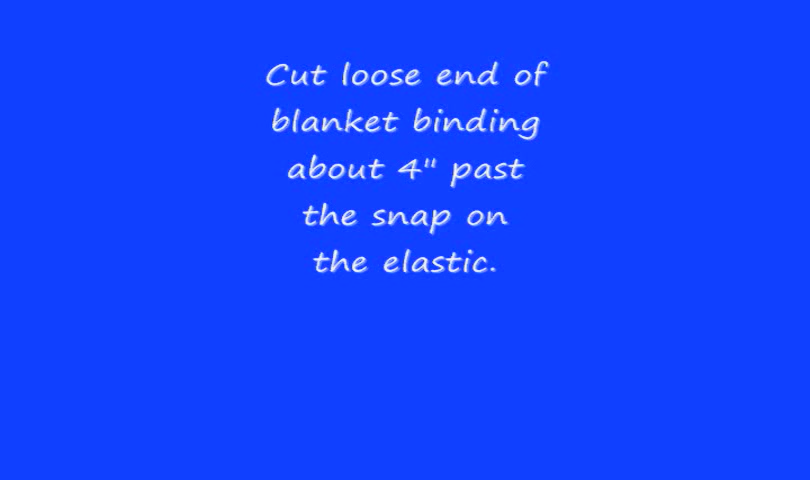 Cut loose end of
blanket binding
about 4" past
the snap on
the elastic.